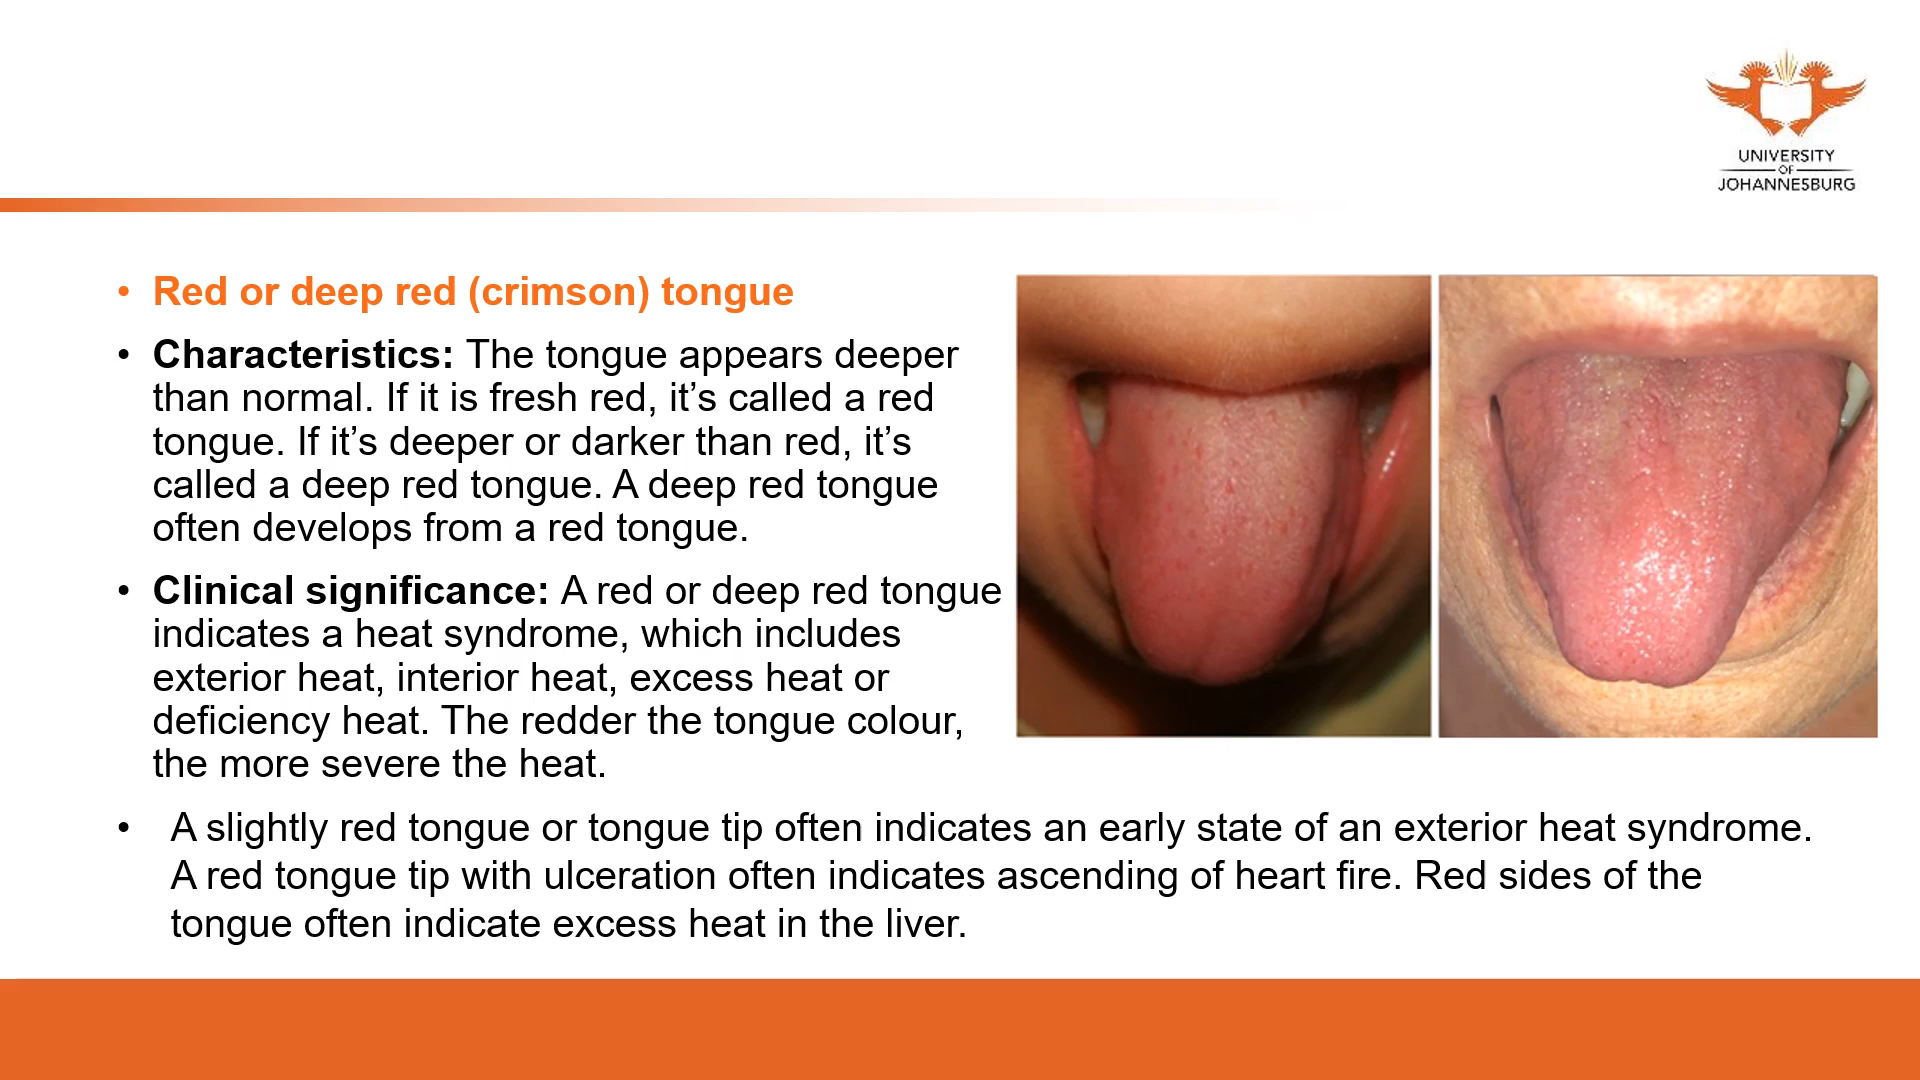 UNIVERSITY
OF
JOHANNESBURG
• Red or deep red (crimson) tongue
• Characteristics: The tongue appears deeper
than normal. If it is fresh red, it’s called a red
tongue. If it’s deeper or darker than red, it’s
called a deep red tongue. A deep red tongue
often develops from a red tongue.
• Clinical significance: A red or deep red tongue
indicates a heat syndrome, which includes
exterior heat, interior heat, excess heat or
deficiency heat. The redder the tongue colour,
the more severe the heat.
• A slightly red tongue or tongue tip often indicates an early state of an exterior heat syndrome.
A red tongue tip with ulceration often indicates ascending of heart fire. Red sides of the
tongue often indicate excess heat in the liver.